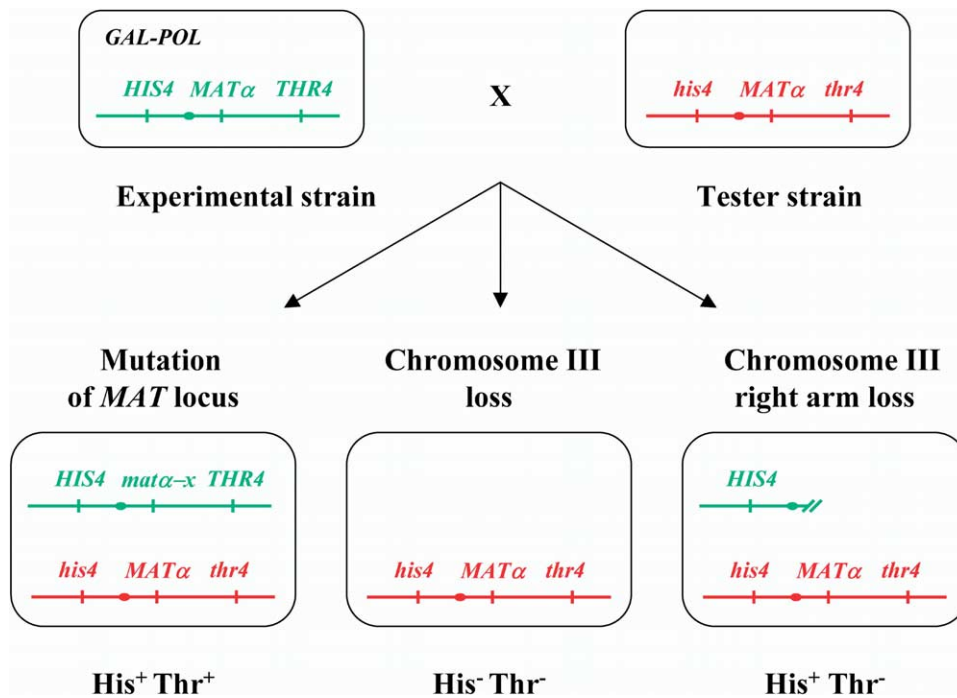 GAL-POL
HIS4 MATα THR4
X
his4 MATα thr4
Experimental strain
Tester strain
Mutation
of MAT locus
Chromosome III
loss
Chromosome III
right arm loss
HIS4 matα–x THR4
his4 MATα thr4
his4 MATα thr4
HIS4
his4 MATα thr4
His⁺ Thr⁺
His⁻ Thr⁻
His⁺ Thr⁻